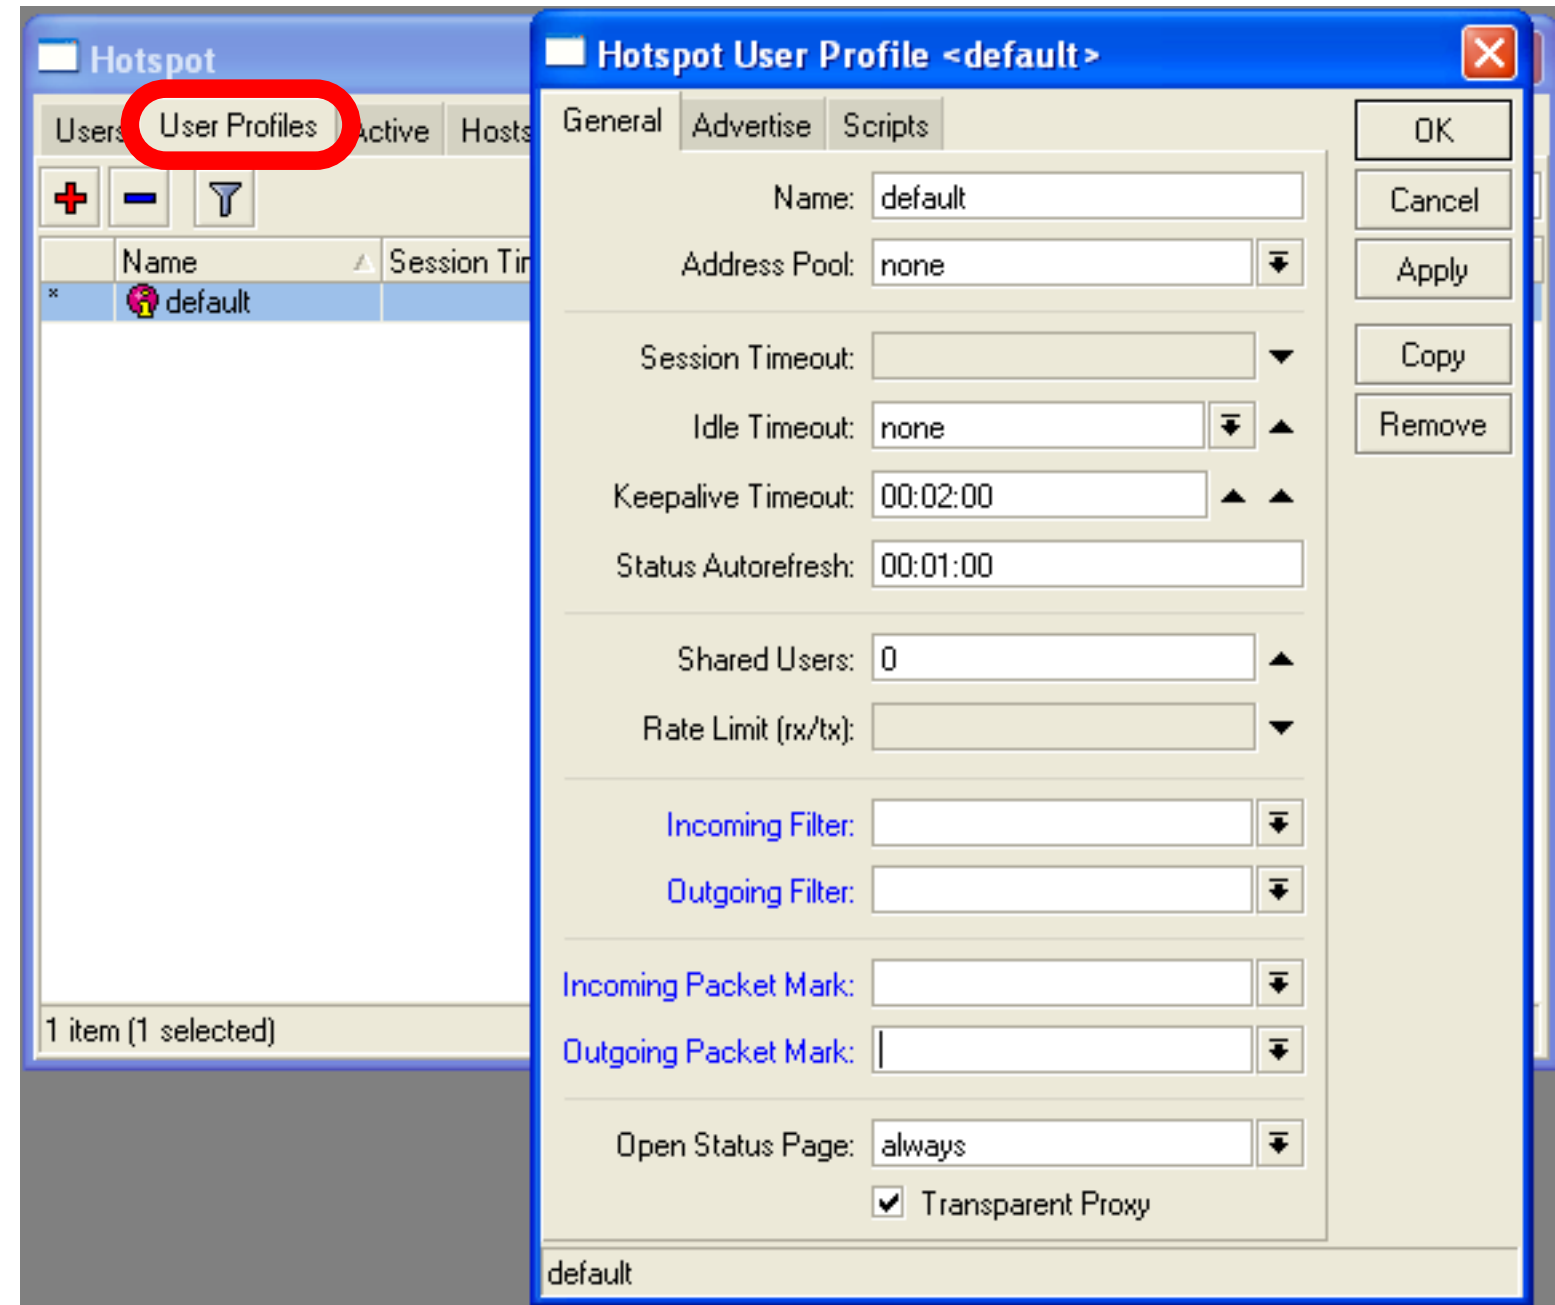 Hotspot
Users User Profiles Active Hosts
Name Session Tim
* default
1 item (1 selected)
Hotspot User Profile <default>
General Advertise Scripts
Name: default
Address Pool: none
Session Timeout:
Idle Timeout: none
Keepalive Timeout: 00:02:00
Status Autorefresh: 00:01:00
Shared Users: 0
Rate Limit (rx/tx):
Incoming Filter:
Outgoing Filter:
Incoming Packet Mark:
Outgoing Packet Mark:
Open Status Page: always
Transparent Proxy
default
OK
Cancel
Apply
Copy
Remove